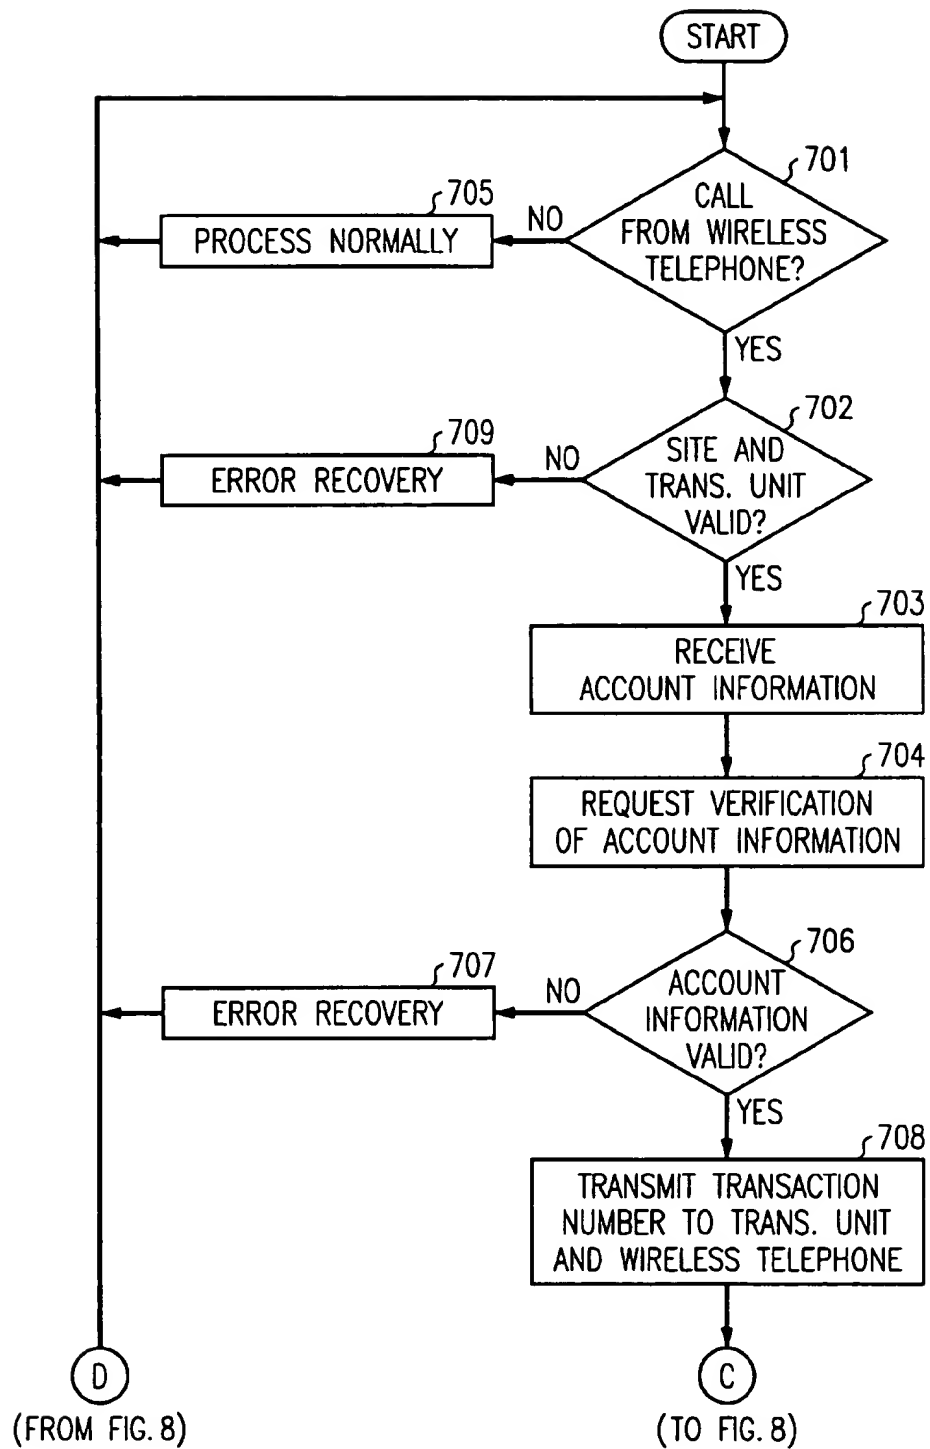 START
701
CALL
FROM WIRELESS
TELEPHONE?
NO
705
PROCESS NORMALLY
YES
702
SITE AND
TRANS. UNIT
VALID?
NO
709
ERROR RECOVERY
YES
703
RECEIVE
ACCOUNT INFORMATION
704
REQUEST VERIFICATION
OF ACCOUNT INFORMATION
706
ACCOUNT
INFORMATION
VALID?
NO
707
ERROR RECOVERY
YES
708
TRANSMIT TRANSACTION
NUMBER TO TRANS. UNIT
AND WIRELESS TELEPHONE
D
(FROM FIG. 8)
C
(TO FIG. 8)